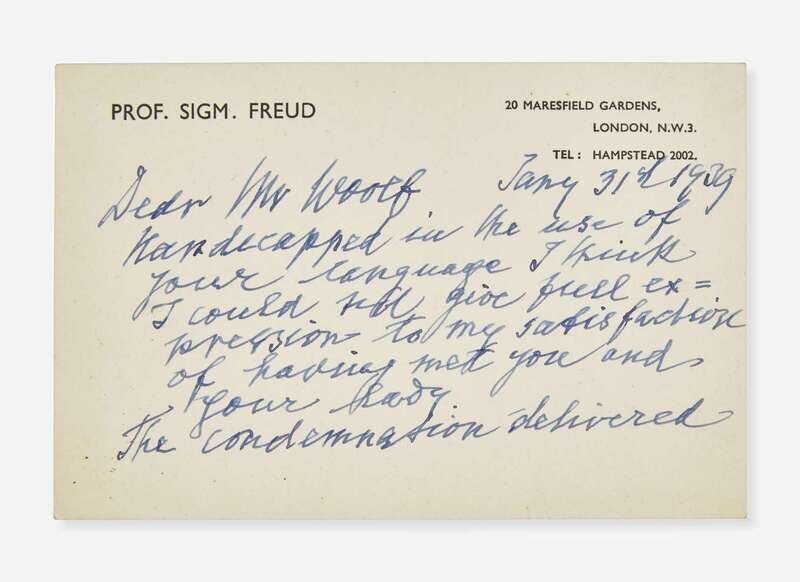 PROF. SIGM. FREUD
20 MARESFIELD GARDENS,
LONDON, N.W.3.
TEL: HAMPSTEAD 2002.
Jany 31st 1939
Dear Mr Woolf
Handicapped in the use of
your language I think
I could not give full ex=
pression to my satisfaction
of having met you and
your lady
The condemnation delivered